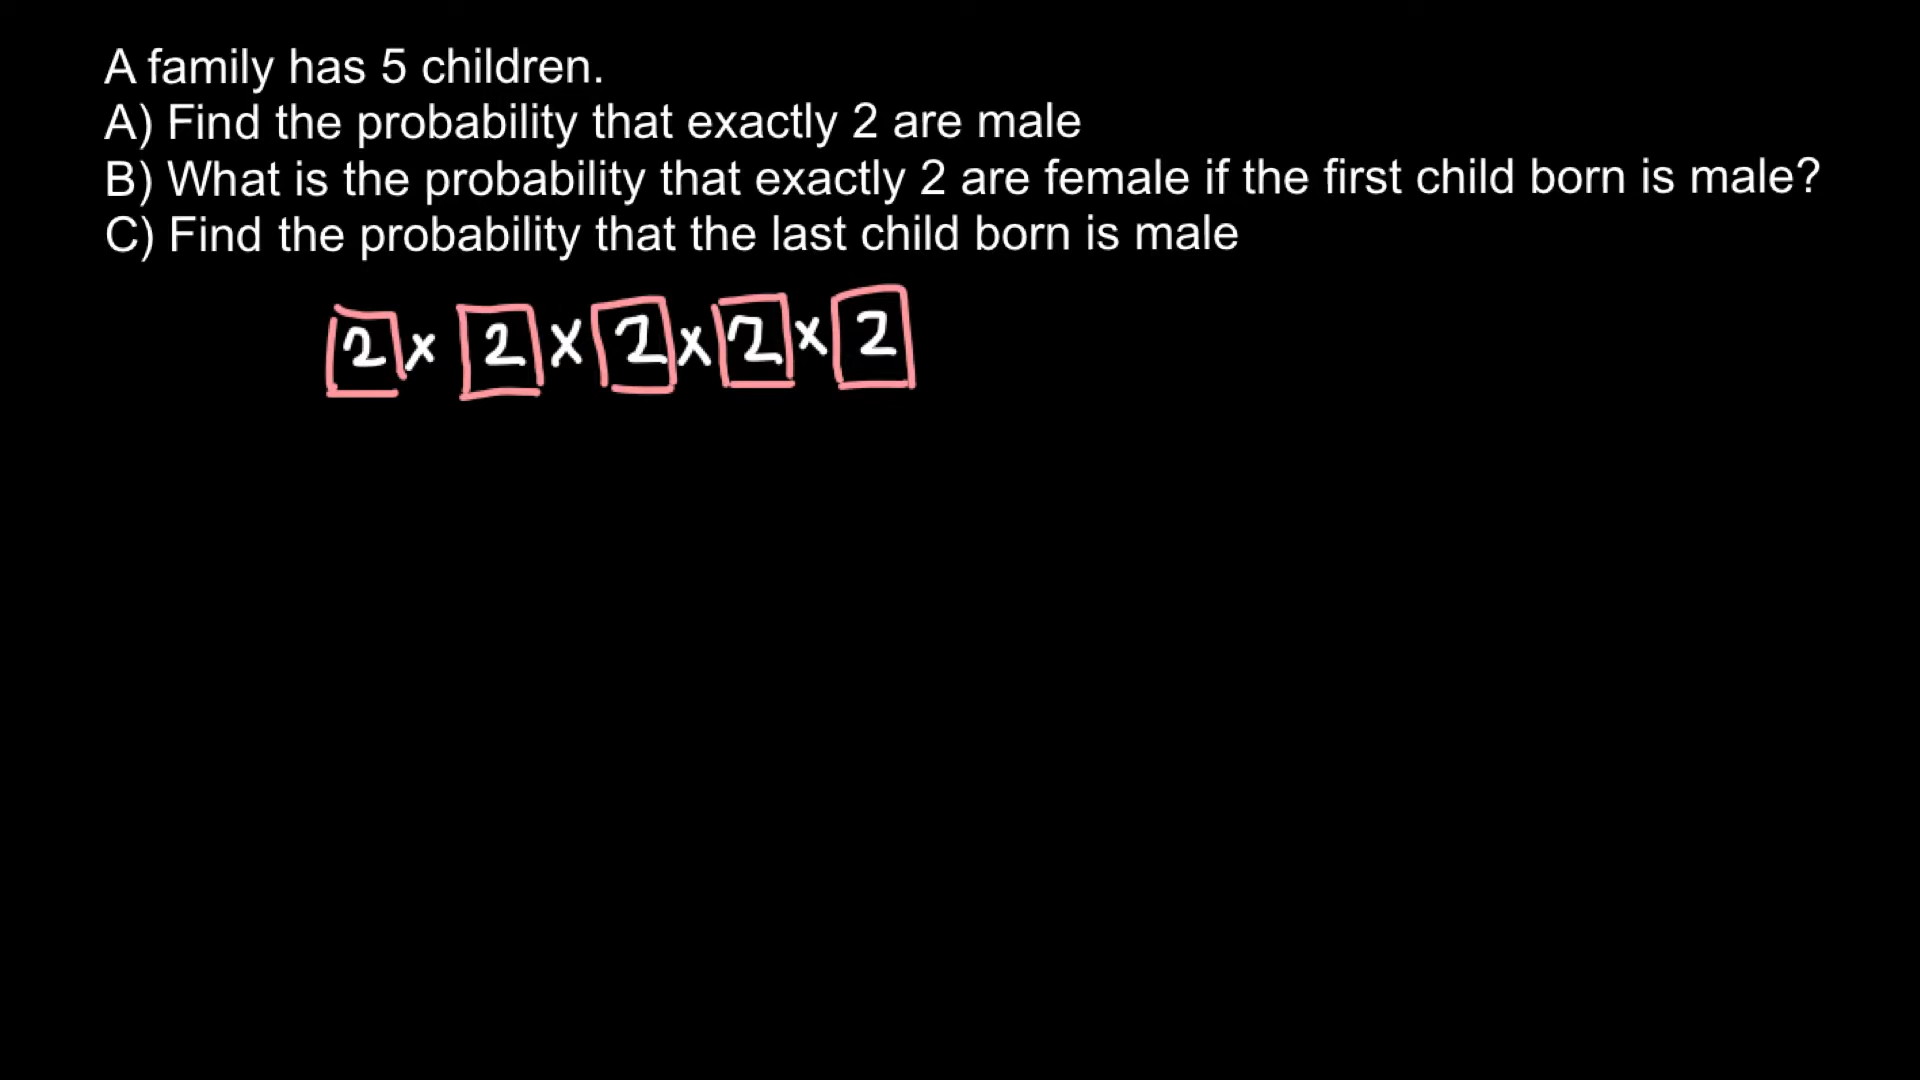 A family has 5 children.
A) Find the probability that exactly 2 are male
B) What is the probability that exactly 2 are female if the first child born is male?
C) Find the probability that the last child born is male
2 x 2 x 2 x 2 x 2